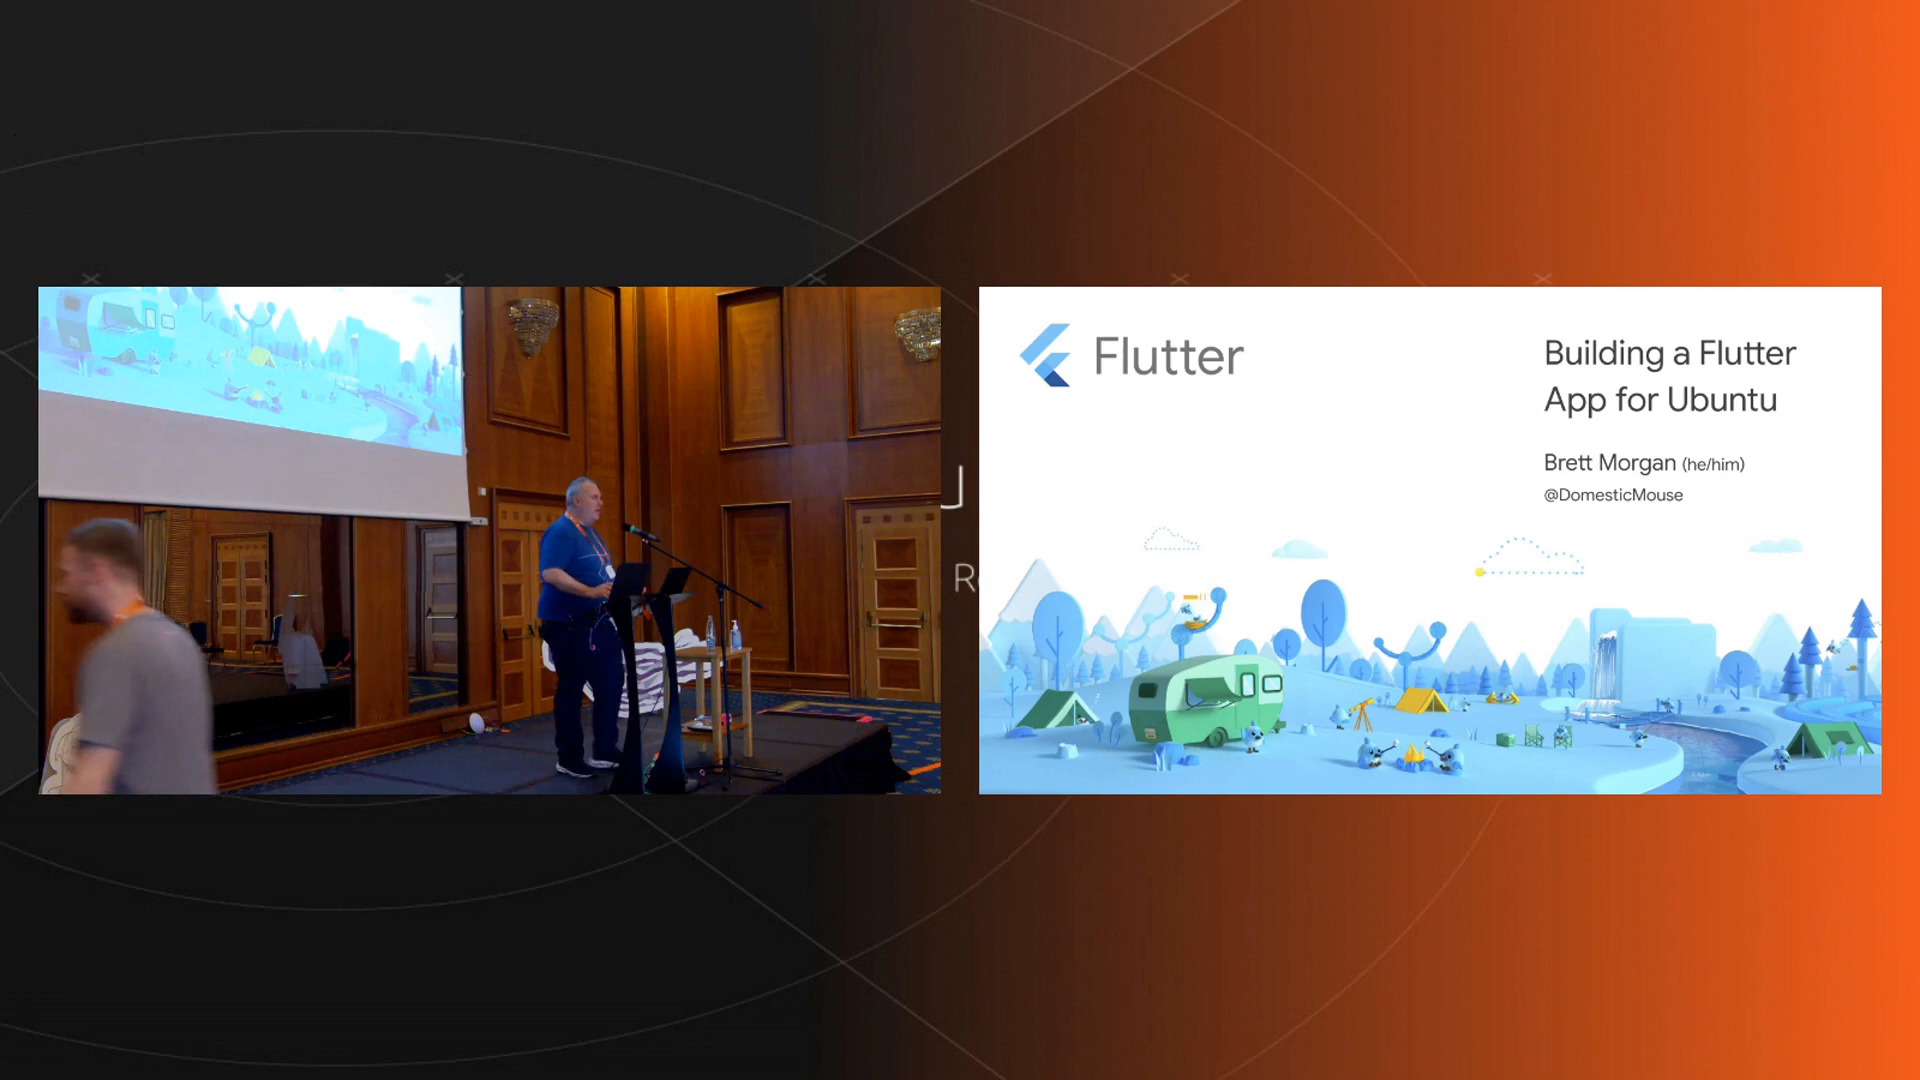 Flutter
Building a Flutter
App for Ubuntu
Brett Morgan (he/him)
@DomesticMouse